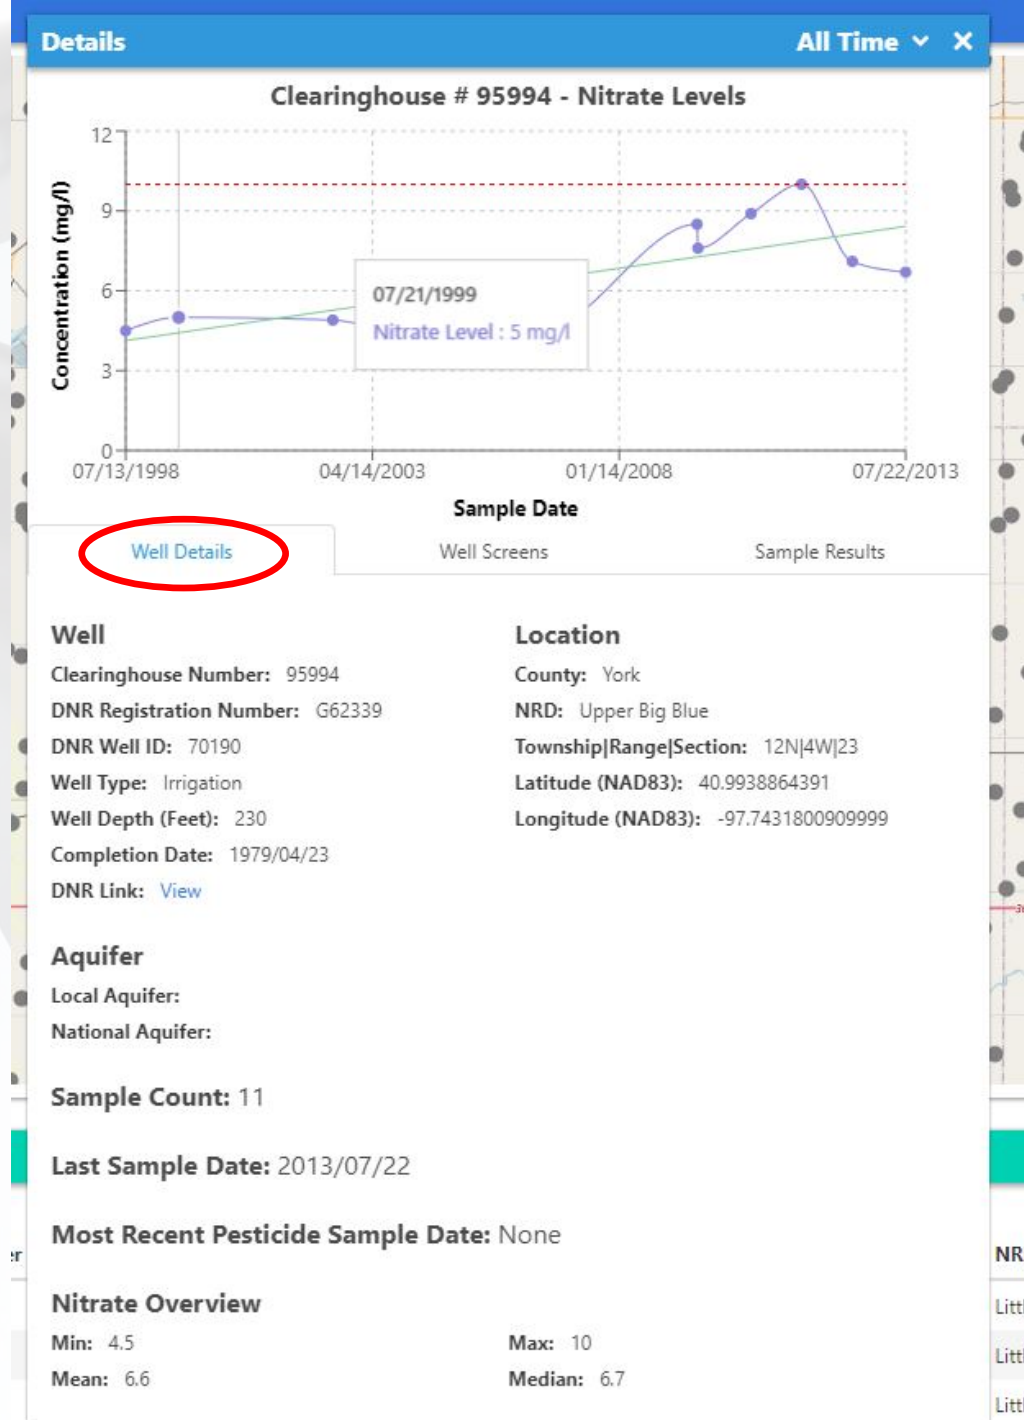 Details All Time
Clearinghouse # 95994 - Nitrate Levels
12
9
6
3
0
Concentration (mg/l)
07/21/1999
Nitrate Level : 5 mg/l
07/13/1998 04/14/2003 01/14/2008 07/22/2013
Sample Date
Well Details Well Screens Sample Results
Well
Clearinghouse Number: 95994
DNR Registration Number: G62339
DNR Well ID: 70190
Well Type: Irrigation
Well Depth (Feet): 230
Completion Date: 1979/04/23
DNR Link: View
Location
County: York
NRD: Upper Big Blue
Township|Range|Section: 12N|4W|23
Latitude (NAD83): 40.9938864391
Longitude (NAD83): -97.7431800909999
Aquifer
Local Aquifer:
National Aquifer:
Sample Count: 11
Last Sample Date: 2013/07/22
Most Recent Pesticide Sample Date: None
Nitrate Overview
Min: 4.5 Max: 10
Mean: 6.6 Median: 6.7
NR
Litt
Litt
Litt